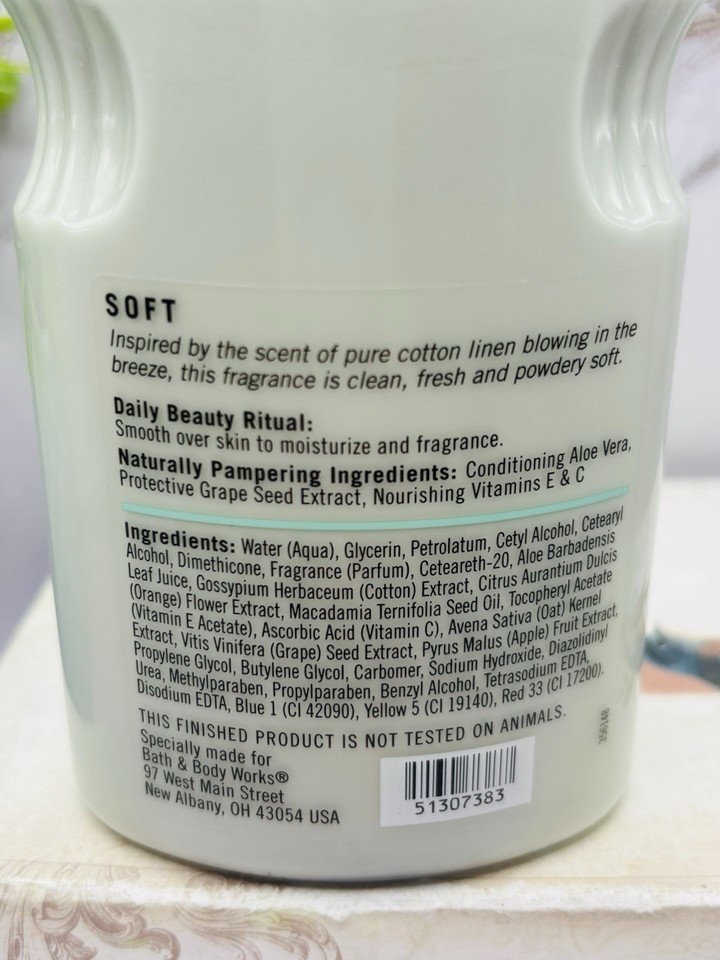 SOFT
Inspired by the scent of pure cotton linen blowing in the
breeze, this fragrance is clean, fresh and powdery soft.
Daily Beauty Ritual:
Smooth over skin to moisturize and fragrance.
Naturally Pampering Ingredients: Conditioning Aloe Vera,
Protective Grape Seed Extract, Nourishing Vitamins E & C
Ingredients: Water (Aqua), Glycerin, Petrolatum, Cetyl Alcohol, Cetearyl
Alcohol, Dimethicone, Fragrance (Parfum), Ceteareth-20, Aloe Barbadensis
Leaf Juice, Gossypium Herbaceum (Cotton) Extract, Citrus Aurantium Dulcis
(Orange) Flower Extract, Macadamia Ternifolia Seed Oil, Tocopheryl Acetate
(Vitamin E Acetate), Ascorbic Acid (Vitamin C), Avena Sativa (Oat) Kernel
Extract, Vitis Vinifera (Grape) Seed Extract, Pyrus Malus (Apple) Fruit Extract,
Propylene Glycol, Butylene Glycol, Carbomer, Sodium Hydroxide, Diazolidinyl
Urea, Methylparaben, Propylparaben, Benzyl Alcohol, Tetrasodium EDTA,
Disodium EDTA, Blue 1 (CI 42090), Yellow 5 (CI 19140), Red 33 (CI 17200).
THIS FINISHED PRODUCT IS NOT TESTED ON ANIMALS.
Specially made for
Bath & Body Works®
97 West Main Street
New Albany, OH 43054 USA
51307383